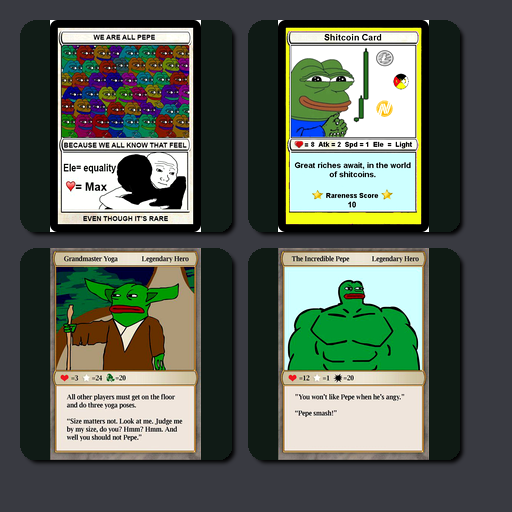 WE ARE ALL PEPE
BECAUSE WE ALL KNOW THAT FEEL
Ele= equality
= Max
EVEN THOUGH IT'S RARE
Shitcoin Card
= 8 Atk = 2 Spd = 1 Ele = Light
Great riches await, in the world
of shitcoins.
Rareness Score
10
Grandmaster Yoga Legendary Hero
=3 =24 =20
All other players must get on the floor
and do three yoga poses.
"Size matters not. Look at me. Judge me
by my size, do you? Hmm? Hmm. And
well you should not Pepe."
The Incredible Pepe Legendary Hero
=12 =1 =20
"You won't like Pepe when he's angy."
"Pepe smash!"